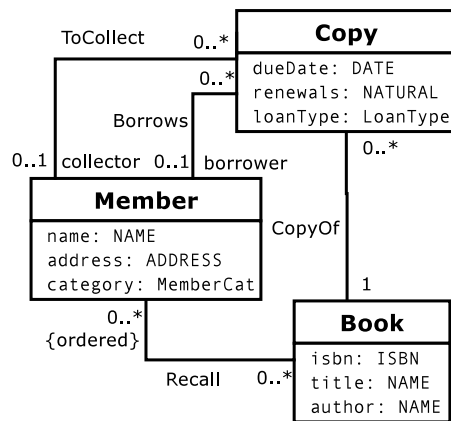 ToCollect
0..*
Copy
dueDate: DATE
renewals: NATURAL
loanType: LoanType
0..*
Borrows
0..1
collector
0..1
borrower
0..*
Member
name: NAME
address: ADDRESS
category: MemberCat
CopyOf
0..*
{ordered}
1
Book
isbn: ISBN
title: NAME
author: NAME
Recall
0..*